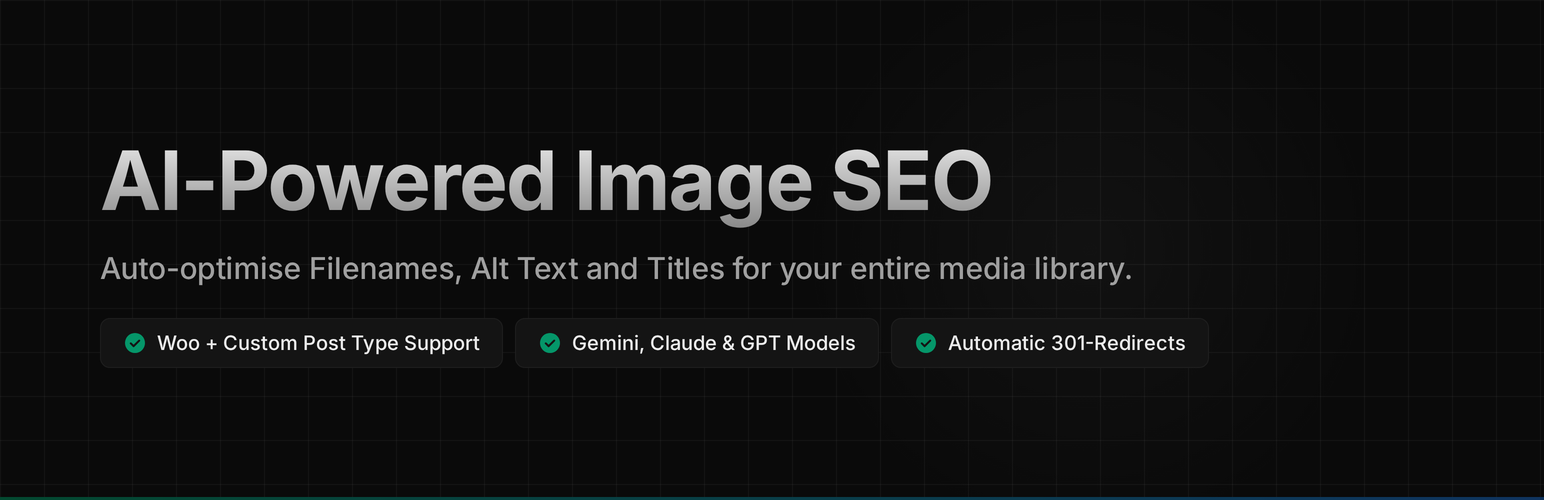 AI-Powered Image SEO
Auto-optimise Filenames, Alt Text and Titles for your entire media library.
Woo + Custom Post Type Support
Gemini, Claude & GPT Models
Automatic 301-Redirects